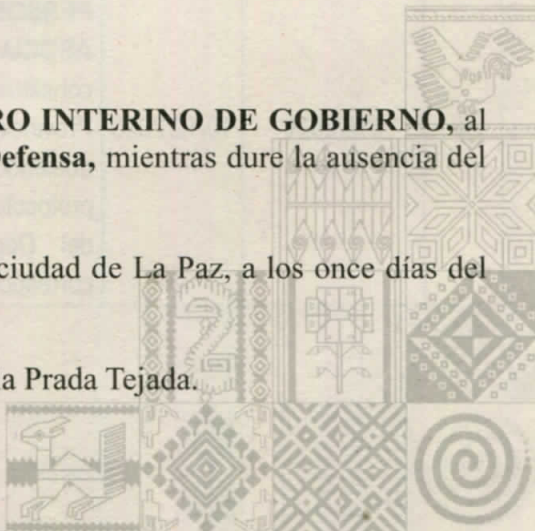 RO INTERINO DE GOBIERNO, al
Defensa, mientras dure la ausencia del
ciudad de La Paz, a los once días del
a Prada Tejada.